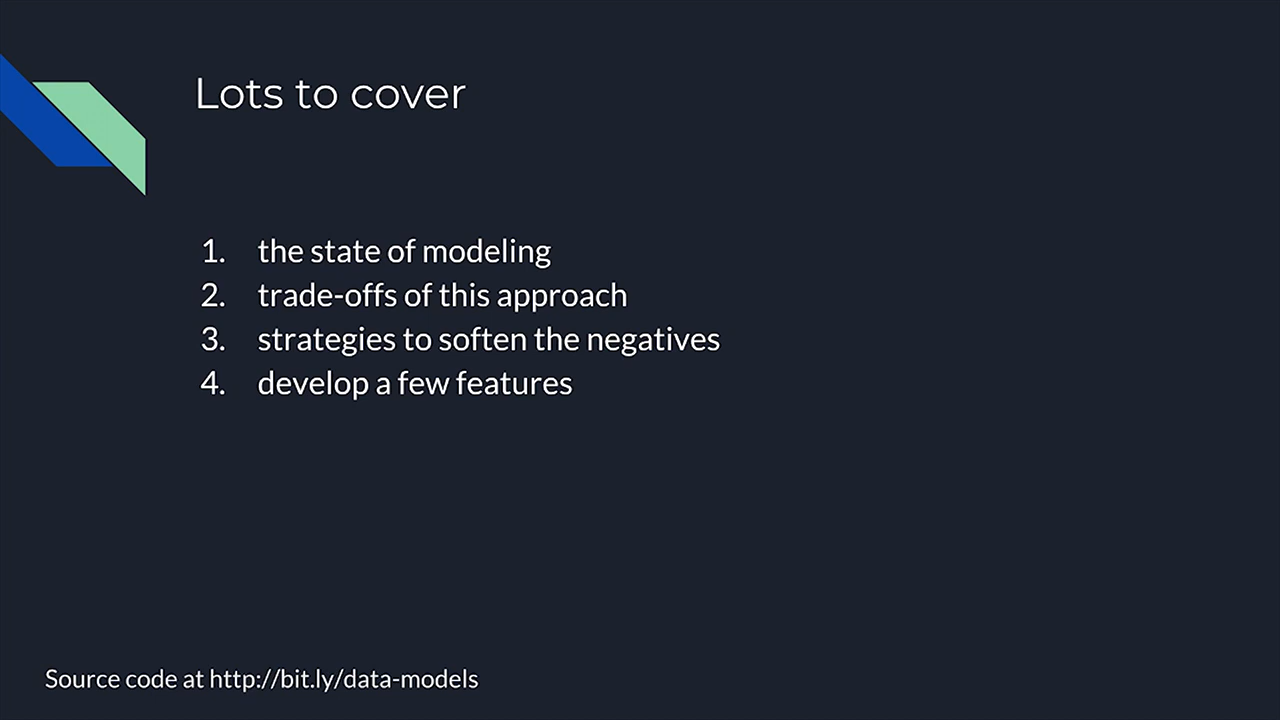 Lots to cover
1. the state of modeling
2. trade-offs of this approach
3. strategies to soften the negatives
4. develop a few features
Source code at http://bit.ly/data-models